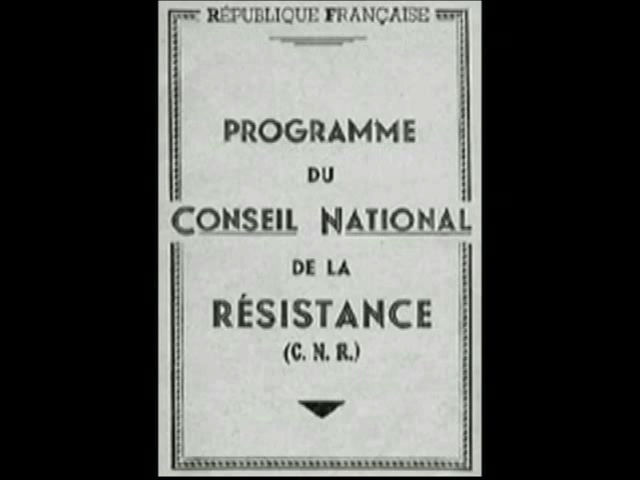 RÉPUBLIQUE FRANÇAISE
PROGRAMME
DU
CONSEIL NATIONAL
DE LA
RÉSISTANCE
(C. N. R.)